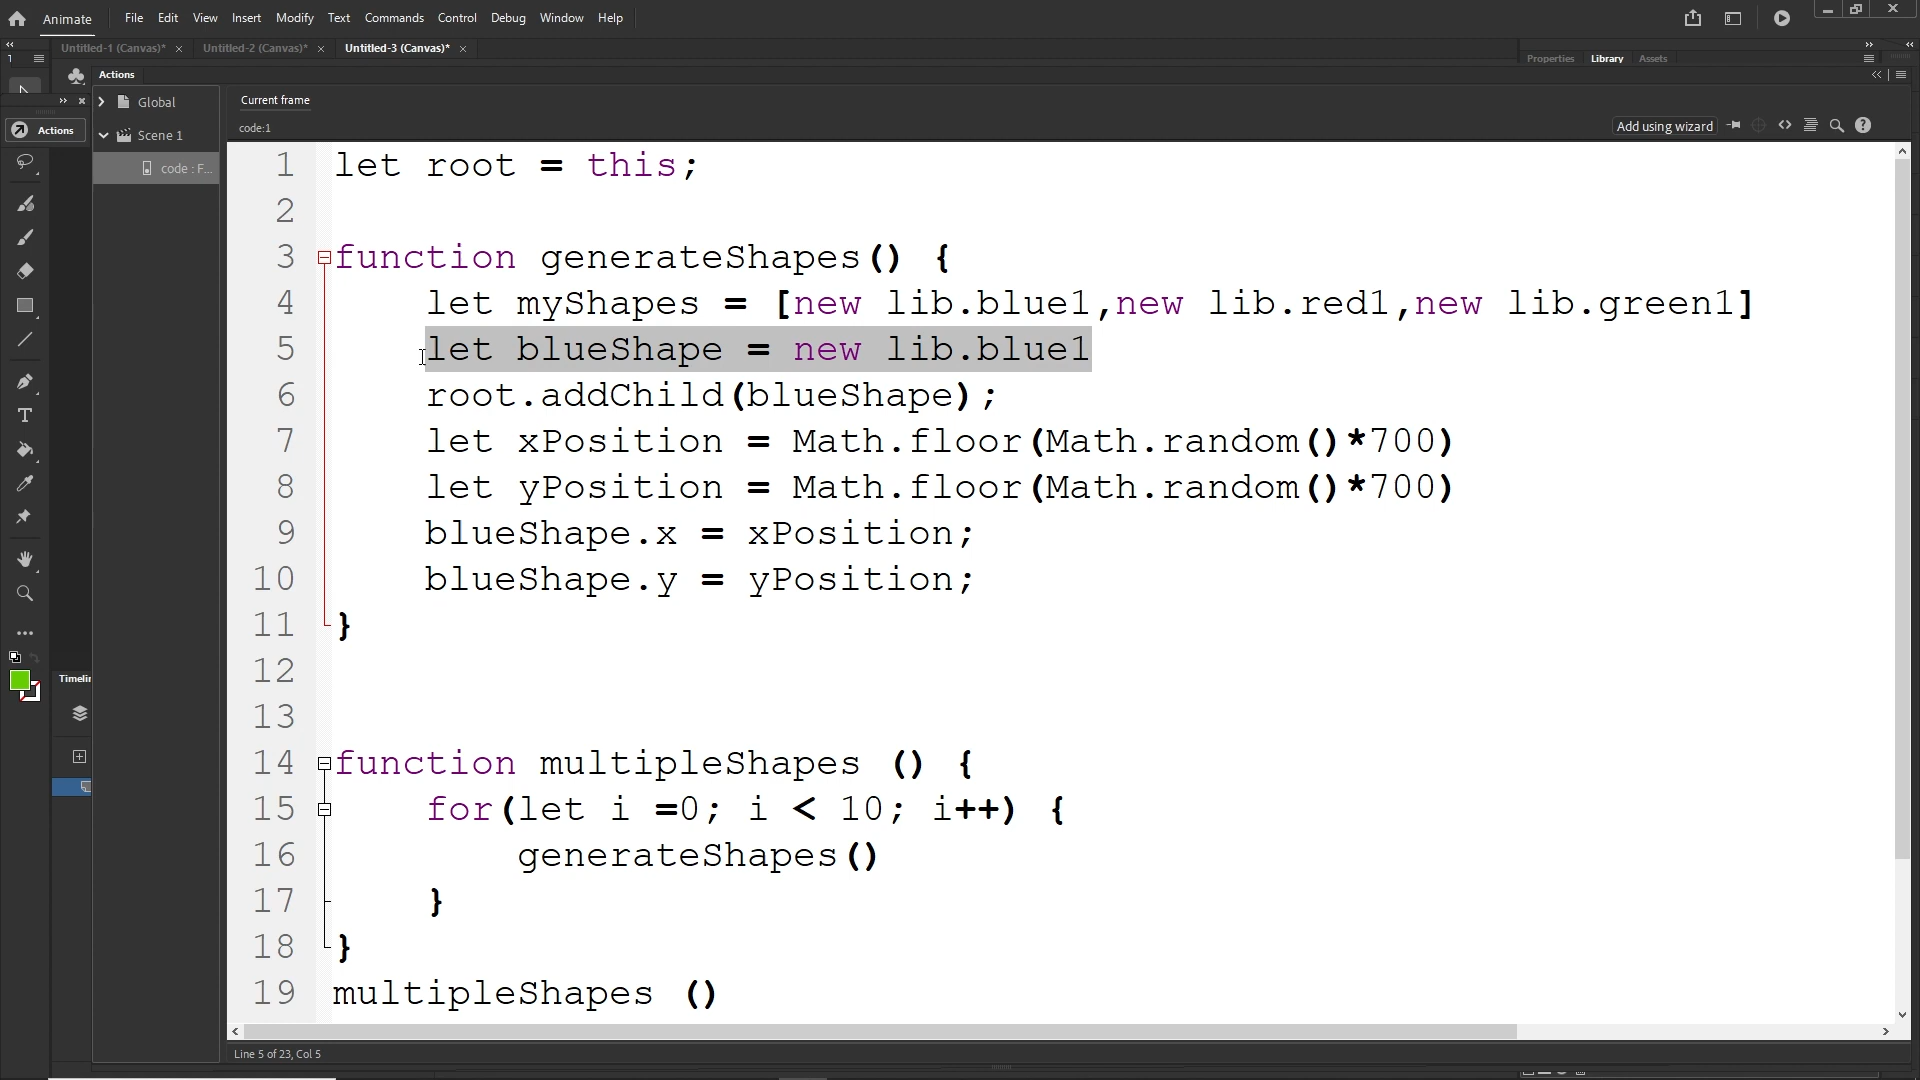 Animate File Edit View Insert Modify Text Commands Control Debug Window Help
Untitled-1 (Canvas)* × Untitled-2 (Canvas)* × Untitled-3 (Canvas)* ×
Properties Library Assets
Actions
Global
Current frame
Actions
code:1
Add using wizard
Scene 1
code : F...
1 let root = this;
2
3 function generateShapes() {
4 let myShapes = [new lib.blue1,new lib.red1,new lib.green1]
5 let blueShape = new lib.blue1
6 root.addChild(blueShape);
7 let xPosition = Math.floor(Math.random()*700)
8 let yPosition = Math.floor(Math.random()*700)
9 blueShape.x = xPosition;
10 blueShape.y = yPosition;
11 }
12
13
14 function multipleShapes () {
15 for(let i =0; i < 10; i++) {
16 generateShapes()
17 }
18 }
19 multipleShapes ()
Timelin
Line 5 of 23, Col 5